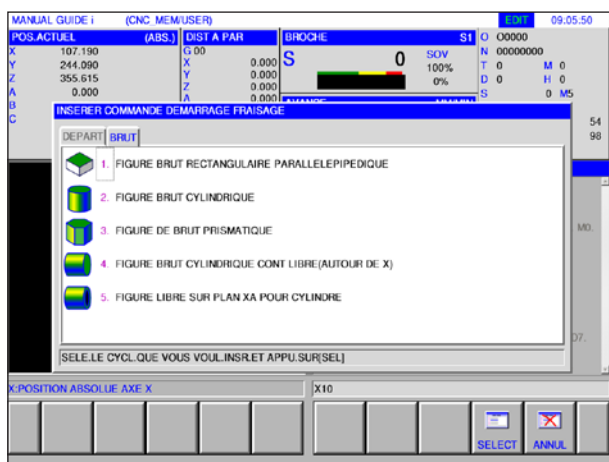 MANUAL GUIDE i (CNC_MEM/USER) EDIT 09:05:50
POS.ACTUEL (ABS.) DIST A PAR BROCHE S1 O O0000
X 107.190 G 00 S 0 SOV N 00000000
Y 244.090 X 0.000 100% T 0 M 0
Z 355.615 Y 0.000 0% D 0 H 0
A 0.000 Z 0.000 S 0 M5
B A 0.000
C 54
98
INSERER COMMANDE DEMARRAGE FRAISAGE
DEPART BRUT
1. FIGURE BRUT RECTANGULAIRE PARALLELEPIPEDIQUE
2. FIGURE BRUT CYLINDRIQUE
3. FIGURE DE BRUT PRISMATIQUE
M0.
4. FIGURE BRUT CYLINDRIQUE CONT LIBRE(AUTOUR DE X)
5. FIGURE LIBRE SUR PLAN XA POUR CYLINDRE
SELE.LE CYCL.QUE VOUS VOUL.INSR.ET APPU.SUR[SEL]
X:POSITION ABSOLUE AXE X X10
SELECT ANNUL